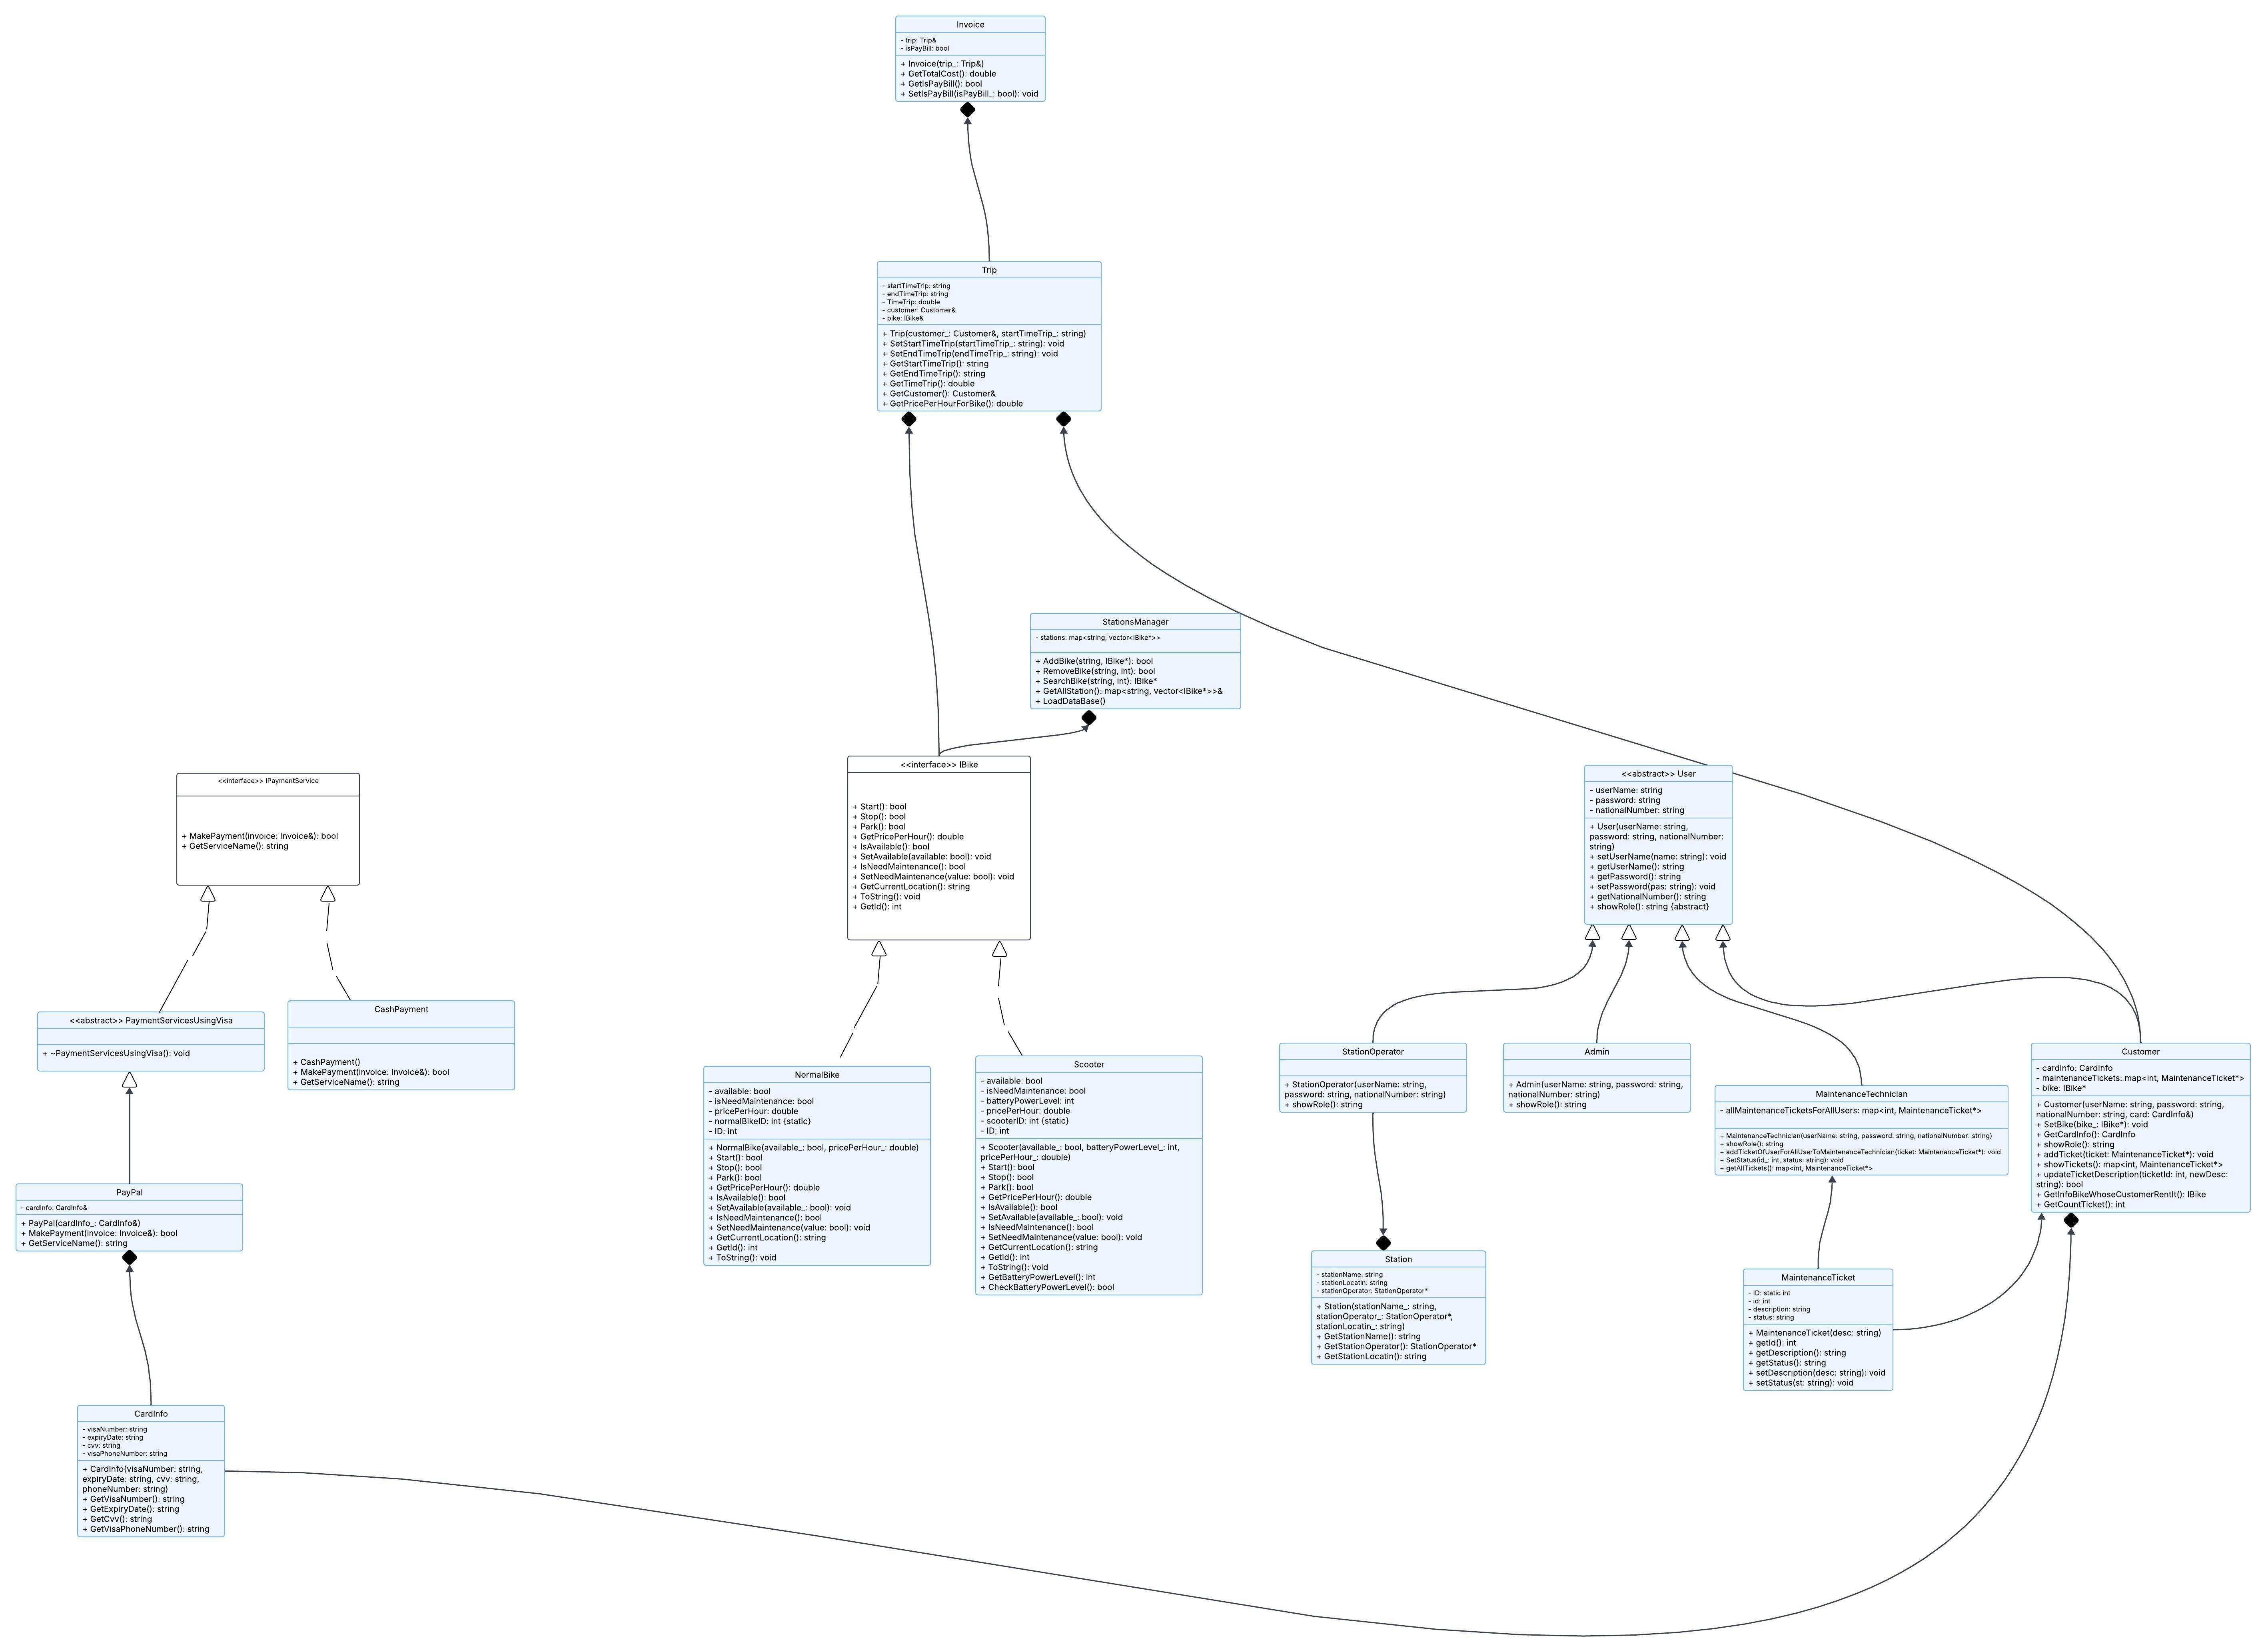 Invoice
- trip: Trip&
- isPayBill: bool
+ Invoice(trip_: Trip&)
+ GetTotalCost(): double
+ GetIsPayBill(): bool
+ SetIsPayBill(isPayBill_: bool): void
Trip
- startTimeTrip: string
- endTimeTrip: string
- TimeTrip: double
- customer: Customer&
- bike: IBike&
+ Trip(customer_: Customer&, startTimeTrip_: string)
+ SetStartTimeTrip(startTimeTrip_: string): void
+ SetEndTimeTrip(endTimeTrip_: string): void
+ GetStartTimeTrip(): string
+ GetEndTimeTrip(): string
+ GetTimeTrip(): double
+ GetCustomer(): Customer&
+ GetPricePerHourForBike(): double
StationsManager
- stations: map<string, vector<IBike*>>
+ AddBike(string, IBike*): bool
+ RemoveBike(string, int): bool
+ SearchBike(string, int): IBike*
+ GetAllStation(): map<string, vector<IBike*>>&
+ LoadDataBase()
<<interface>> IPaymentService
+ MakePayment(invoice: Invoice&): bool
+ GetServiceName(): string
<<interface>> IBike
+ Start(): bool
+ Stop(): bool
+ Park(): bool
+ GetPricePerHour(): double
+ IsAvailable(): bool
+ SetAvailable(available: bool): void
+ IsNeedMaintenance(): bool
+ SetNeedMaintenance(value: bool): void
+ GetCurrentLocation(): string
+ ToString(): void
+ GetId(): int
<<abstract>> User
- userName: string
- password: string
- nationalNumber: string
+ User(userName: string,
password: string, nationalNumber:
string)
+ setUserName(name: string): void
+ getUserName(): string
+ getPassword(): string
+ setPassword(pas: string): void
+ getNationalNumber(): string
+ showRole(): string {abstract}
<<abstract>> PaymentServicesUsingVisa
+ ~PaymentServicesUsingVisa(): void
CashPayment
+ CashPayment()
+ MakePayment(invoice: Invoice&): bool
+ GetServiceName(): string
NormalBike
- available: bool
- isNeedMaintenance: bool
- pricePerHour: double
- normalBikeID: int {static}
- ID: int
+ NormalBike(available_: bool, pricePerHour_: double)
+ Start(): bool
+ Stop(): bool
+ Park(): bool
+ GetPricePerHour(): double
+ IsAvailable(): bool
+ SetAvailable(available_: bool): void
+ IsNeedMaintenance(): bool
+ SetNeedMaintenance(value: bool): void
+ GetCurrentLocation(): string
+ GetId(): int
+ ToString(): void
Scooter
- available: bool
- isNeedMaintenance: bool
- batteryPowerLevel: int
- pricePerHour: double
- scooterID: int {static}
- ID: int
+ Scooter(available_: bool, batteryPowerLevel_: int,
pricePerHour_: double)
+ Start(): bool
+ Stop(): bool
+ Park(): bool
+ GetPricePerHour(): double
+ IsAvailable(): bool
+ SetAvailable(available_: bool): void
+ IsNeedMaintenance(): bool
+ SetNeedMaintenance(value: bool): void
+ GetCurrentLocation(): string
+ GetId(): int
+ ToString(): void
+ GetBatteryPowerLevel(): int
+ CheckBatteryPowerLevel(): bool
StationOperator
+ StationOperator(userName: string,
password: string, nationalNumber: string)
+ showRole(): string
Admin
+ Admin(userName: string, password: string,
nationalNumber: string)
+ showRole(): string
MaintenanceTechnician
- allMaintenanceTicketsForAllUsers: map<int, MaintenanceTicket*>
+ MaintenanceTechnician(userName: string, password: string, nationalNumber: string)
+ showRole(): string
+ addTicketOfUserForAllUserToMaintenanceTechnician(ticket: MaintenanceTicket*): void
+ SetStatus(id_: int, status: string): void
+ getAllTickets(): map<int, MaintenanceTicket*>
Customer
- cardInfo: CardInfo
- maintenanceTickets: map<int, MaintenanceTicket*>
- bike: IBike*
+ Customer(userName: string, password: string,
nationalNumber: string, card: CardInfo&)
+ SetBike(bike_: IBike*): void
+ GetCardInfo(): CardInfo
+ showRole(): string
+ addTicket(ticket: MaintenanceTicket*): void
+ showTickets(): map<int, MaintenanceTicket*>
+ updateTicketDescription(ticketId: int, newDesc:
string): bool
+ GetInfoBikeWhoseCustomerRentIt(): IBike
+ GetCountTicket(): int
PayPal
- cardInfo: CardInfo&
+ PayPal(cardInfo_: CardInfo&)
+ MakePayment(invoice: Invoice&): bool
+ GetServiceName(): string
Station
- stationName: string
- stationLocatin: string
- stationOperator: StationOperator*
+ Station(stationName_: string,
stationOperator_: StationOperator*,
stationLocatin_: string)
+ GetStationName(): string
+ GetStationOperator(): StationOperator*
+ GetStationLocatin(): string
MaintenanceTicket
- ID: static int
- id: int
- description: string
- status: string
+ MaintenanceTicket(desc: string)
+ getId(): int
+ getDescription(): string
+ getStatus(): string
+ setDescription(desc: string): void
+ setStatus(st: string): void
CardInfo
- visaNumber: string
- expiryDate: string
- cvv: string
- visaPhoneNumber: string
+ CardInfo(visaNumber: string,
expiryDate: string, cvv: string,
phoneNumber: string)
+ GetVisaNumber(): string
+ GetExpiryDate(): string
+ GetCvv(): string
+ GetVisaPhoneNumber(): string